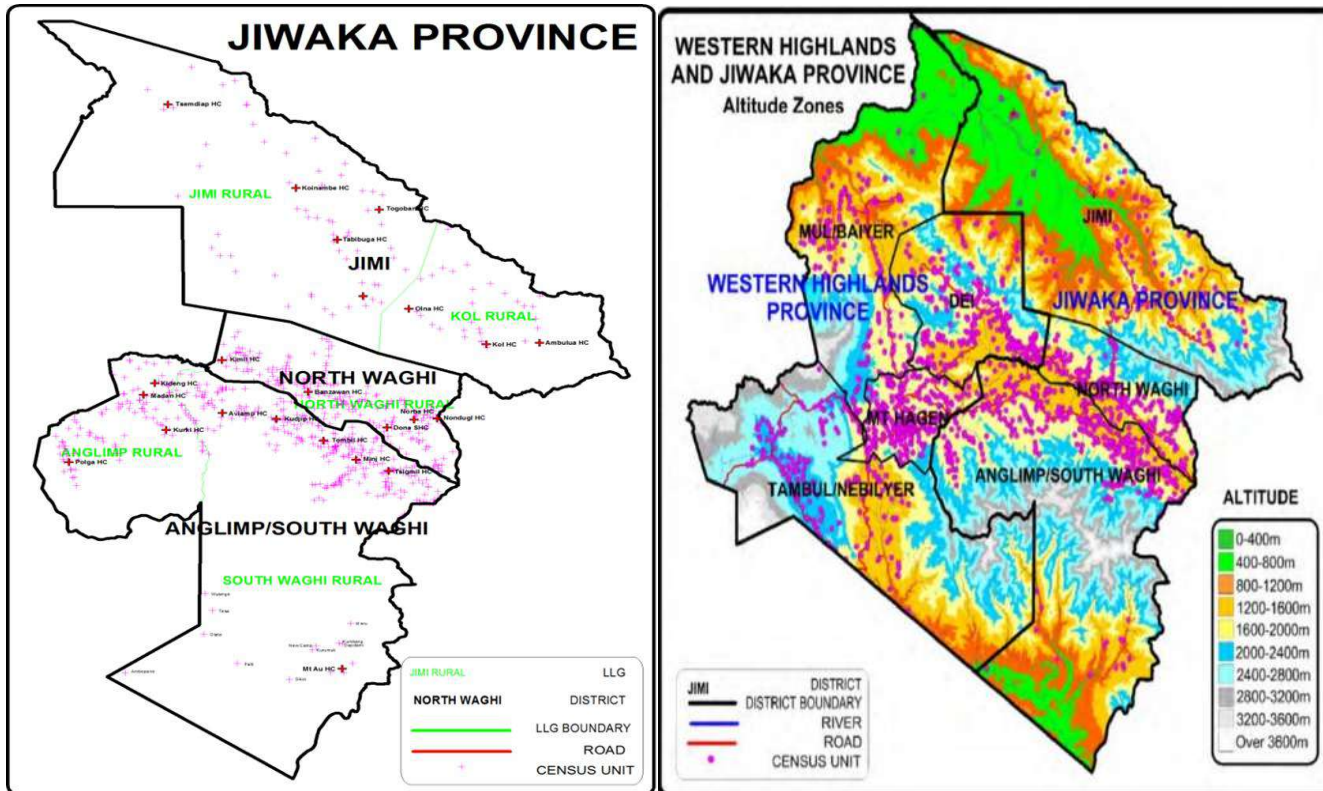 JIWAKA PROVINCE
Taemdiap HC
JIMI RURAL
Koinambe HC
Togoban HC
Tabibuga HC
JIMI
Olna HC
KOL RURAL
Kol HC
Ambulua HC
Kimil HC
NORTH WAGHI
Kideng HC
Madan HC
Banzawan HC
NORTH WAGHI RURAL
Aviamp HC
Kudjip HC
Nondugl HC
Dona SHC
Kurki HC
Tombil HC
ANGLIMP RURAL
Polga HC
Minj HC
Tsigmil HC
ANGLIMP/SOUTH WAGHI
SOUTH WAGHI RURAL
Mt Au HC
JIMI RURAL LLG
NORTH WAGHI DISTRICT
LLG BOUNDARY
ROAD
CENSUS UNIT
WESTERN HIGHLANDS
AND JIWAKA PROVINCE
Altitude Zones
JIMI
MUL/BAIYER
WESTERN HIGHLANDS
PROVINCE
DEI
JIWAKA PROVINCE
NORTH WAGHI
MT HAGEN
ANGLIMP/SOUTH WAGHI
TAMBUL/NEBILYER
ALTITUDE
0-400m
400-800m
800-1200m
1200-1600m
1600-2000m
2000-2400m
2400-2800m
2800-3200m
3200-3600m
Over 3600m
JIMI DISTRICT
DISTRICT BOUNDARY
RIVER
ROAD
CENSUS UNIT